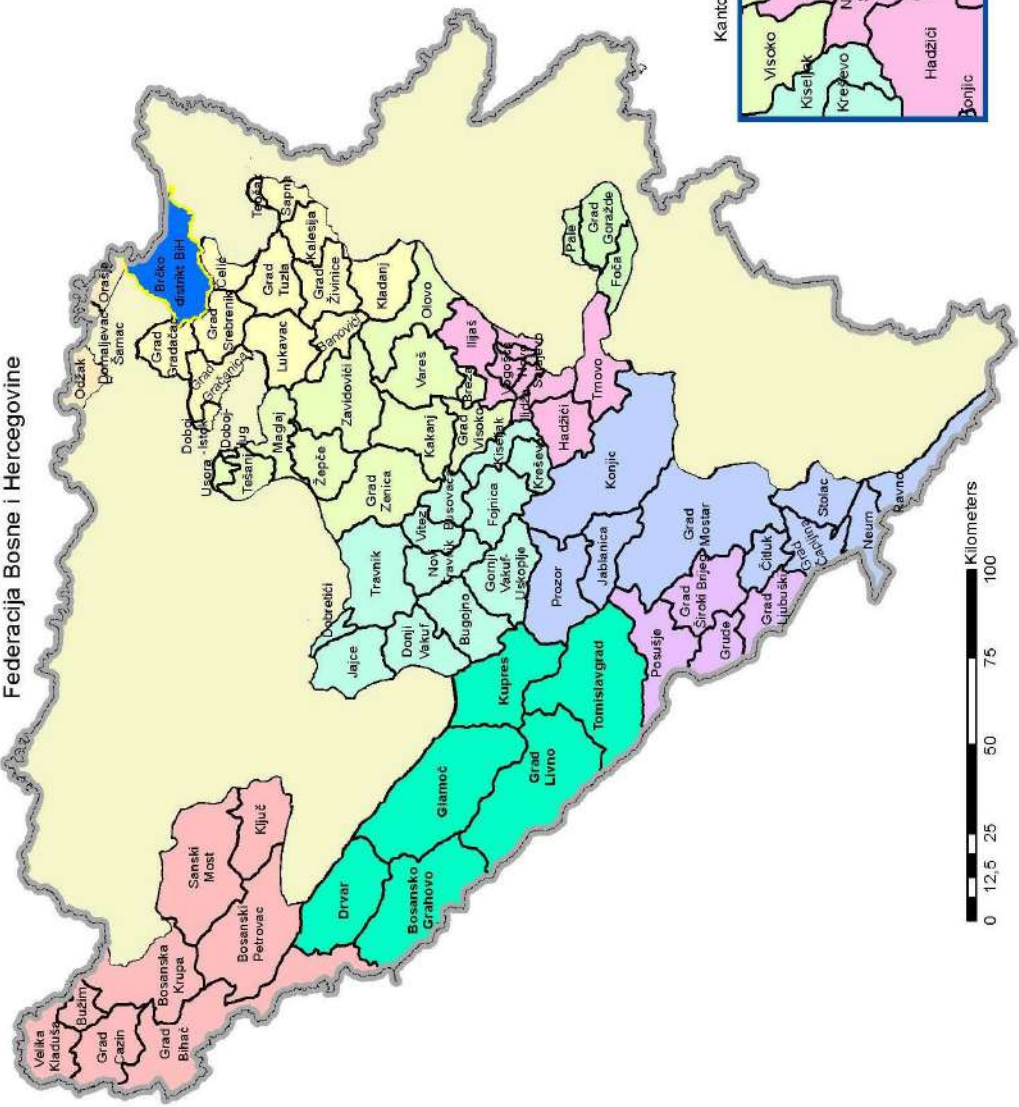 Federacija Bosne i Hercegovine
Velika
Kladuša
Bužim
Grad
Cazin
Grad
Bihać
Bosanska
Krupa
Sanski
Most
Ključ
Bosanski
Petrovac
Drvar
Bosansko
Grahovo
Glamoč
Grad
Livno
Kupres
Tomislavgrad
Jajce
Dobretići
Travnik
Donji
Vakuf
Bugojno
Novi
Travnik
Vitez
Busovača
Gornji
Vakuf-
Uskoplje
Fojnica
Kiseljak
Kreševo
Odžak
Domaljevac
Šamac
Orašje
Brčko
distrikt BiH
Grad
Gradačac
Grad
Srebrenik
Čelić
Grad
Gračanica
Doboj
-Istok
Doboj
Jug
Usora
Tešanj
Maglaj
Lukavac
Grad
Tuzla
Teočak
Sapna
Kalesija
Grad
Živinice
Banovići
Kladanj
Zavidovići
Žepče
Grad
Zenica
Kakanj
Vareš
Olovo
Breza
Grad
Visoko
Ilijaš
Hadžići
Trnovo
Pale
Grad
Goražde
Foča
Konjic
Prozor
Jablanica
Grad
Mostar
Čitluk
Grad
Čapljina
Stolac
Neum
Ravno
Posušje
Grad
Široki Brijeg
Grude
Grad
Ljubuški
Kilometers
0 12,5 25 50 75 100
Visoko
Kiseljak
Kreševo
Hadžići